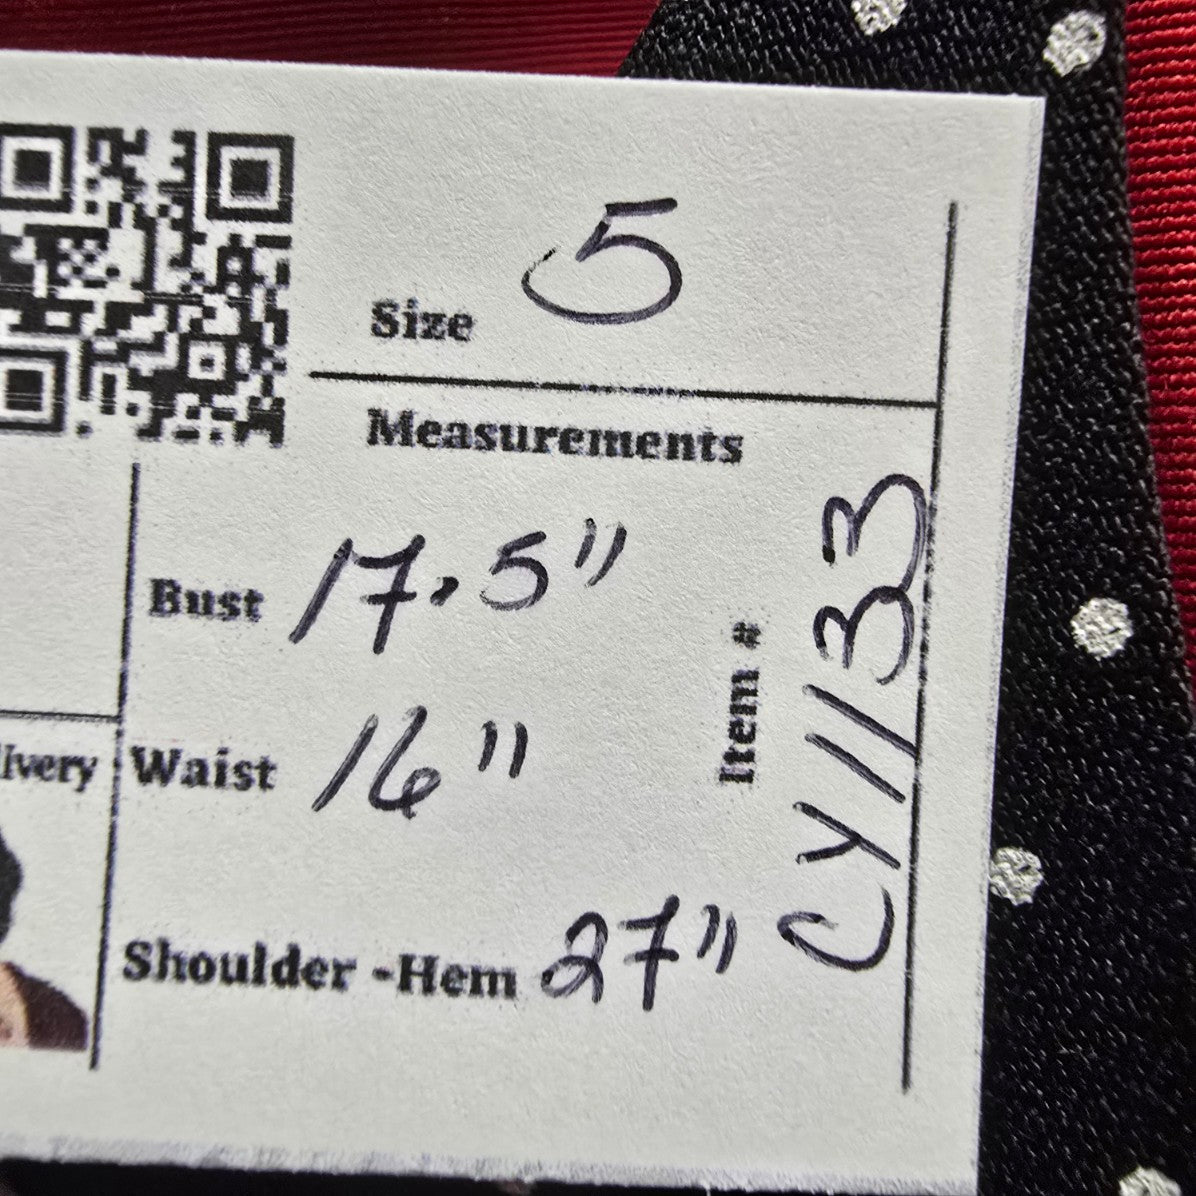 Size 5
Measurements
Bust 17.5"
Waist 16"
Shoulder -Hem 27"
Item #
CY1133
livery